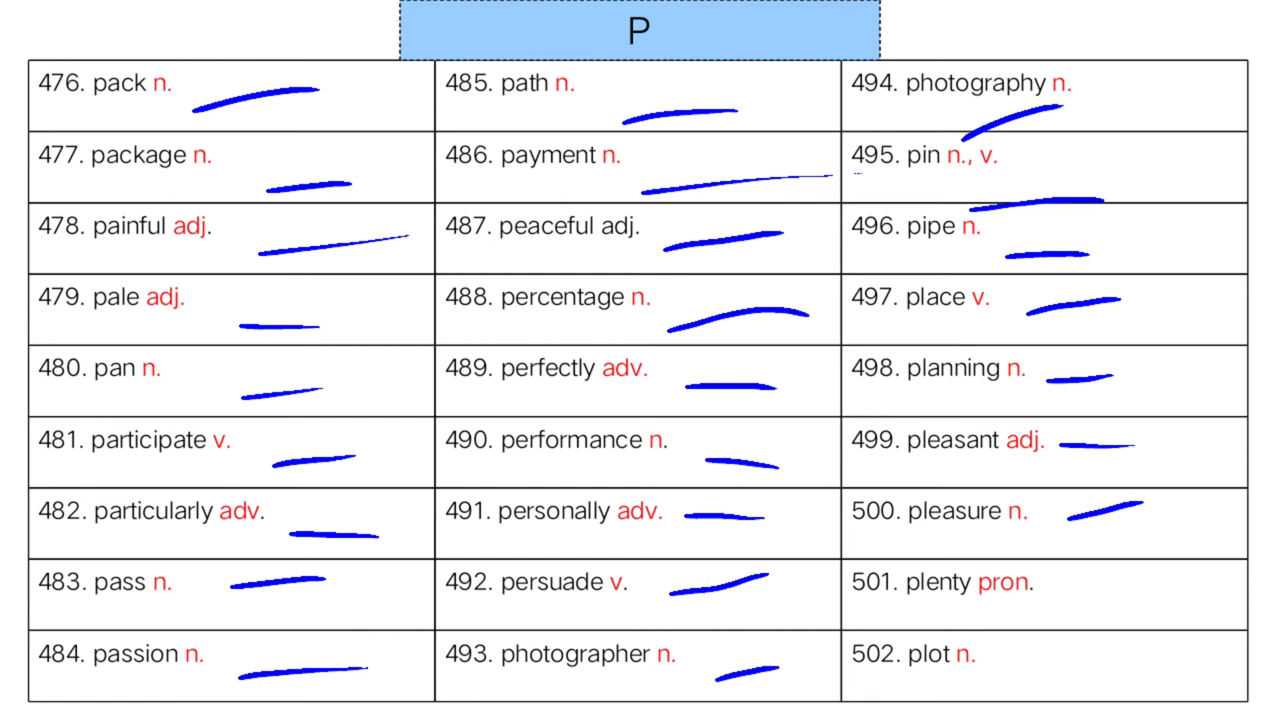 P
476. pack n.
485. path n.
494. photography n.
477. package n.
486. payment n.
495. pin n., v.
478. painful adj.
487. peaceful adj.
496. pipe n.
479. pale adj.
488. percentage n.
497. place v.
480. pan n.
489. perfectly adv.
498. planning n.
481. participate v.
490. performance n.
499. pleasant adj.
482. particularly adv.
491. personally adv.
500. pleasure n.
483. pass n.
492. persuade v.
501. plenty pron.
484. passion n.
493. photographer n.
502. plot n.